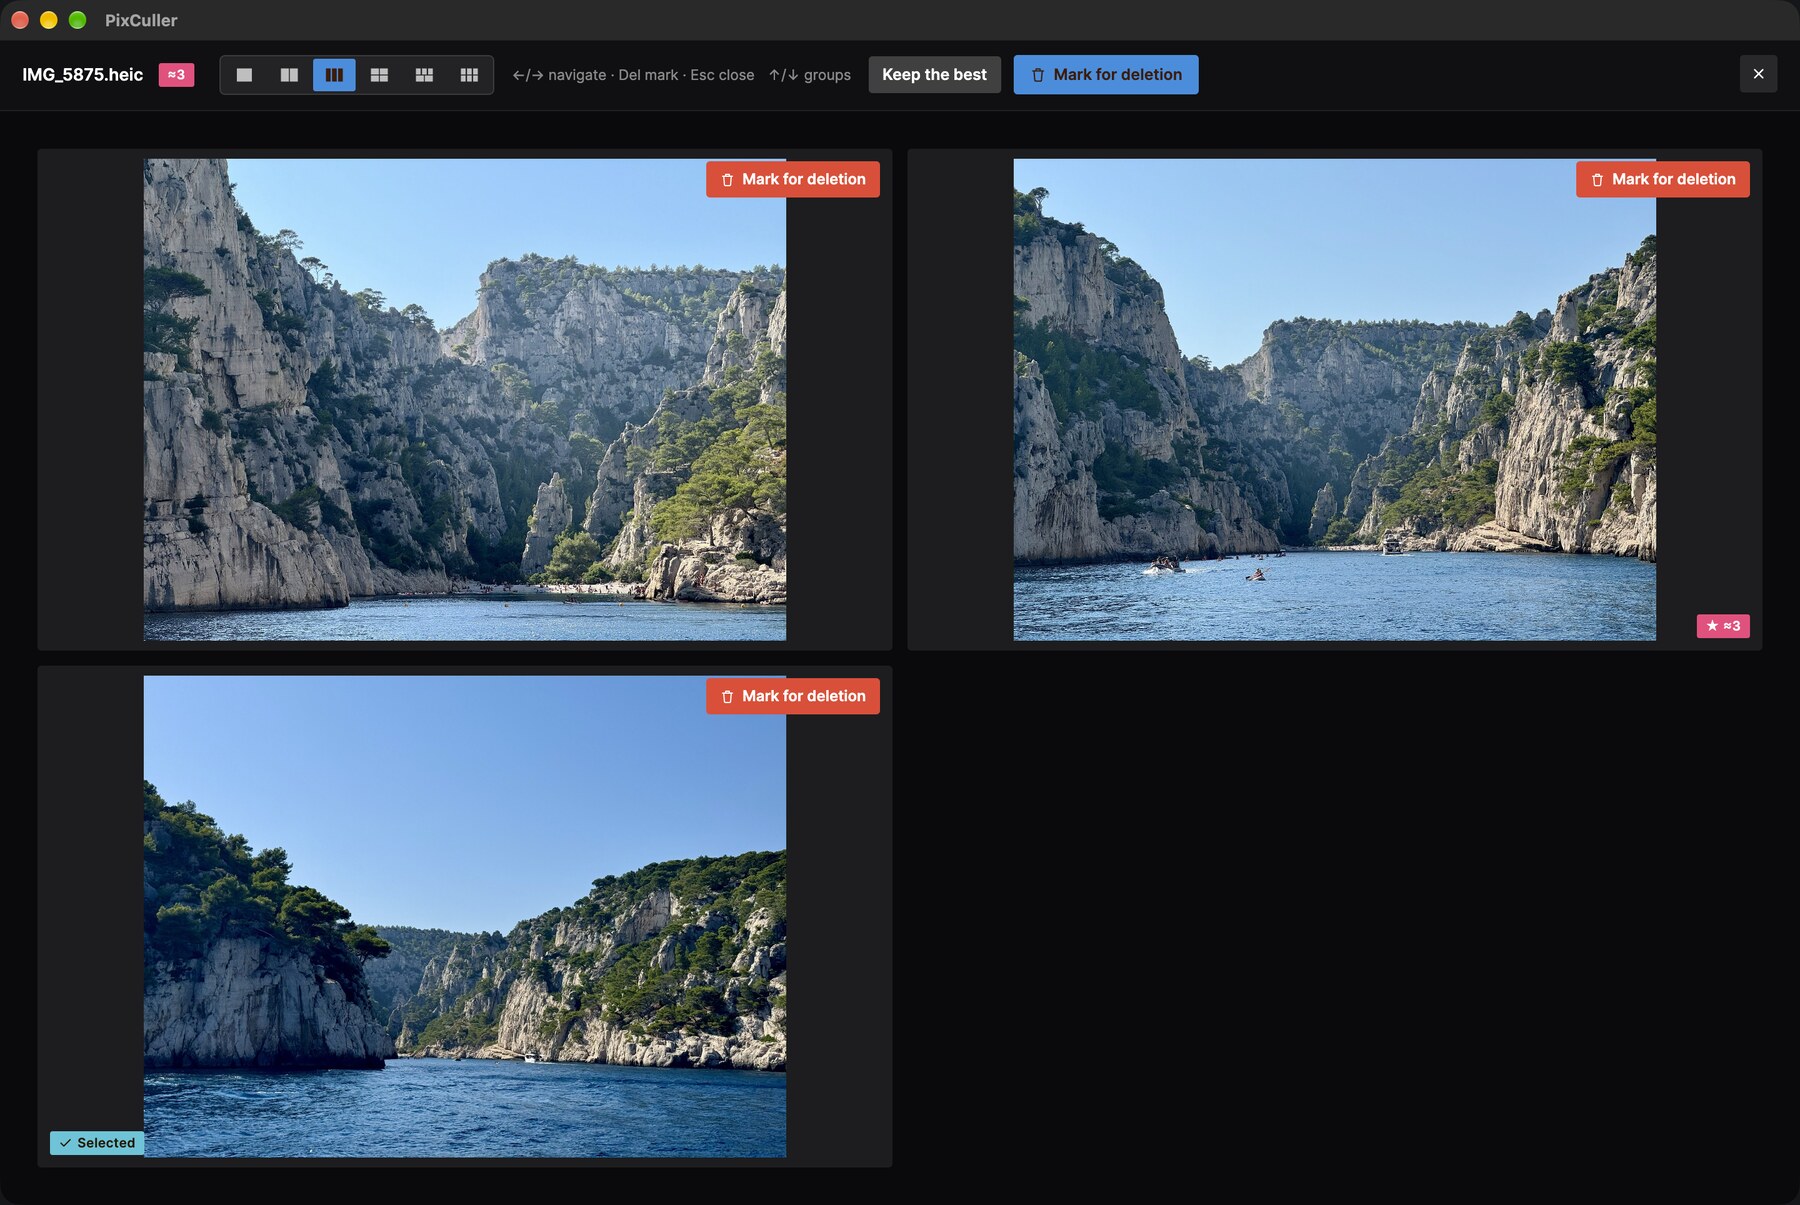 PixCuller
IMG_5875.heic ≈3 ←/→ navigate · Del mark · Esc close ↑/↓ groups Keep the best Mark for deletion
Mark for deletion
Mark for deletion
★ ≈3
Mark for deletion
✓ Selected